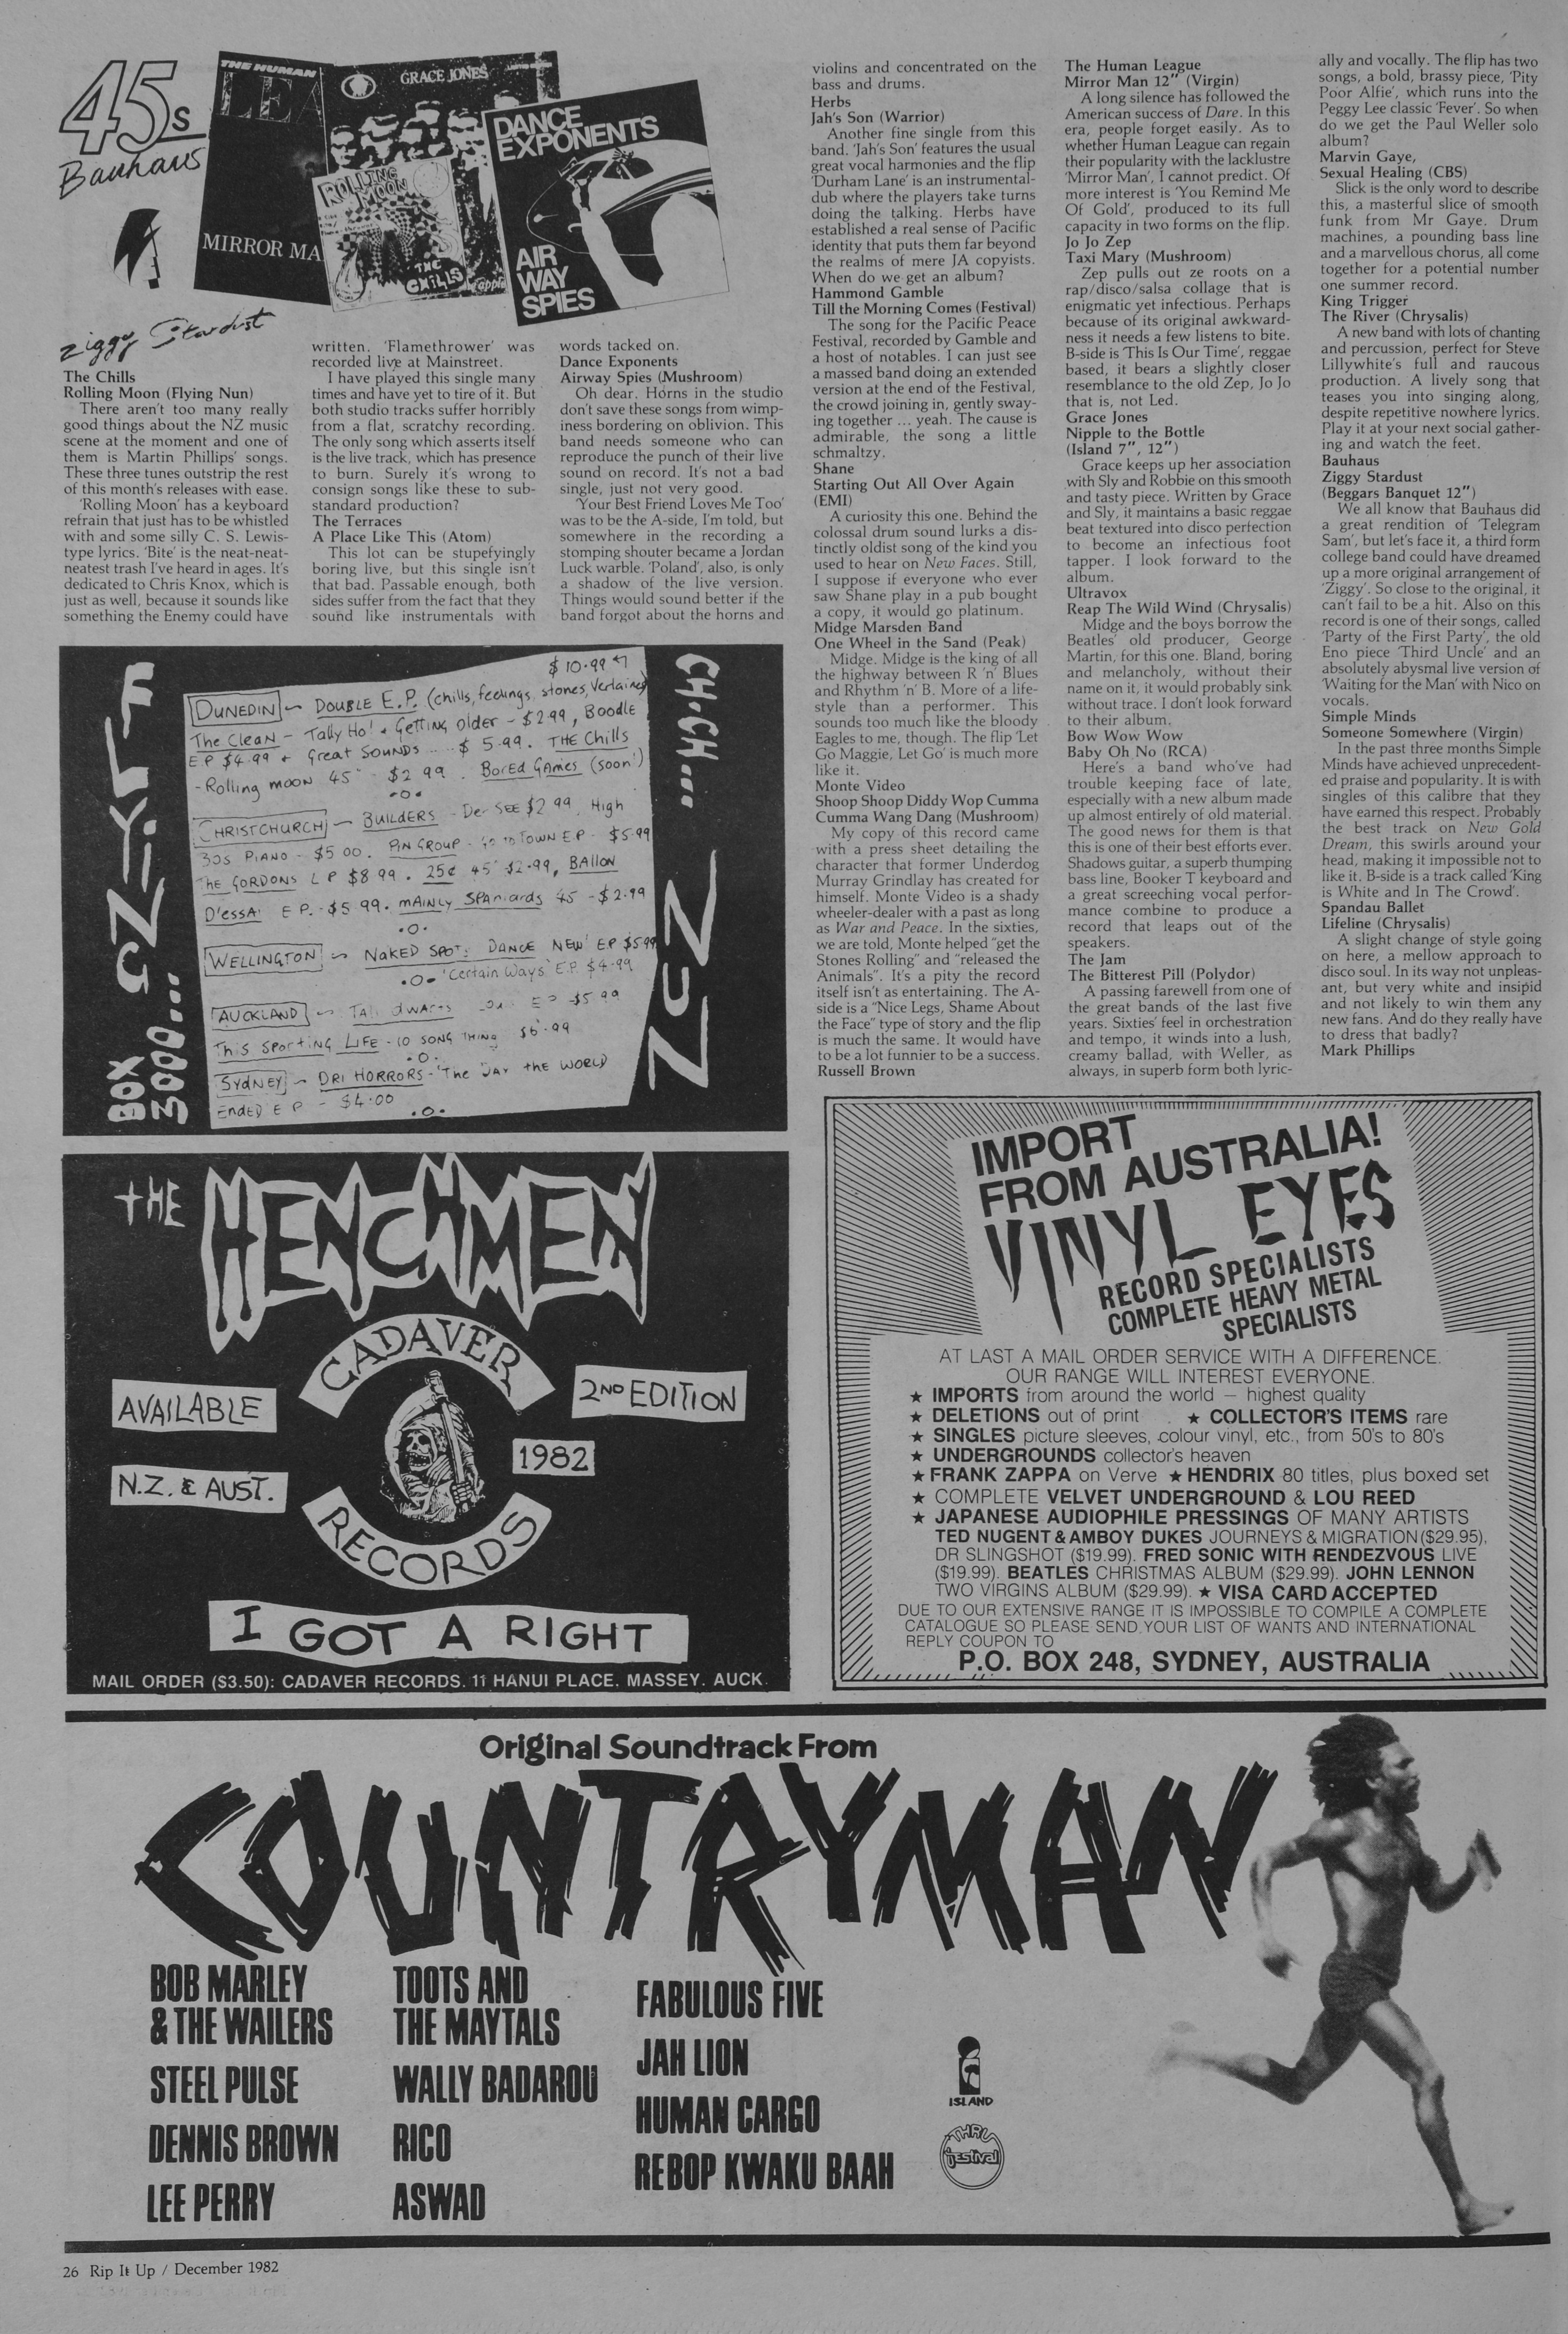 45s
Bauhaus
THE HUMAN
LEA
MIRROR MA
GRACE JONES
ROLLING MOON
THE CHILLS
DANCE
EXPONENTS
AIR
WAY
SPIES
Ziggy Stardust
The Chills
Rolling Moon (Flying Nun)
There aren't too many really
good things about the NZ music
scene at the moment and one of
them is Martin Phillips' songs.
These three tunes outstrip the rest
of this month's releases with ease.
'Rolling Moon' has a keyboard
refrain that just has to be whistled
with and some silly C. S. Lewis-
type lyrics. 'Bite' is the neat-neat-
neatest trash I've heard in ages. It's
dedicated to Chris Knox, which is
just as well, because it sounds like
something the Enemy could have
written. 'Flamethrower' was
recorded live at Mainstreet.
I have played this single many
times and have yet to tire of it. But
both studio tracks suffer horribly
from a flat, scratchy recording.
The only song which asserts itself
is the live track, which has presence
to burn. Surely it's wrong to
consign songs like these to sub-
standard production?
The Terraces
A Place Like This (Atom)
This lot can be stupefyingly
boring live, but this single isn't
that bad. Passable enough, both
sides suffer from the fact that they
sound like instrumentals with
words tacked on.
Dance Exponents
Airway Spies (Mushroom)
Oh dear. Horns in the studio
don't save these songs from wimp-
iness bordering on oblivion. This
band needs someone who can
reproduce the punch of their live
sound on record. It's not a bad
single, just not very good.
'Your Best Friend Loves Me Too'
was to be the A-side, I'm told, but
somewhere in the recording a
stomping shouter became a Jordan
Luck warble. 'Poland', also, is only
a shadow of the live version.
Things would sound better if the
band forgot about the horns and
violins and concentrated on the
bass and drums.
Herbs
Jah's Son (Warrior)
Another fine single from this
band. 'Jah's Son' features the usual
great vocal harmonies and the flip
'Durham Lane' is an instrumental-
dub where the players take turns
doing the talking. Herbs have
established a real sense of Pacific
identity that puts them far beyond
the realms of mere JA copyists.
When do we get an album?
Hammond Gamble
Till the Morning Comes (Festival)
The song for the Pacific Peace
Festival, recorded by Gamble and
a host of notables. I can just see
a massed band doing an extended
version at the end of the Festival,
the crowd joining in, gently sway-
ing together ... yeah. The cause is
admirable, the song a little
schmaltzy.
Shane
Starting Out All Over Again
(EMI)
A curiosity this one. Behind the
colossal drum sound lurks a dis-
tinctly oldist song of the kind you
used to hear on New Faces. Still,
I suppose if everyone who ever
saw Shane play in a pub bought
a copy, it would go platinum.
Midge Marsden Band
One Wheel in the Sand (Peak)
Midge. Midge is the king of all
the highway between R 'n' Blues
and Rhythm 'n' B. More of a life-
style than a performer. This
sounds too much like the bloody
Eagles to me, though. The flip 'Let
Go Maggie, Let Go' is much more
like it.
Monte Video
Shoop Shoop Diddy Wop Cumma
Cumma Wang Dang (Mushroom)
My copy of this record came
with a press sheet detailing the
character that former Underdog
Murray Grindlay has created for
himself. Monte Video is a shady
wheeler-dealer with a past as long
as War and Peace. In the sixties,
we are told, Monte helped "get the
Stones Rolling" and "released the
Animals". It's a pity the record
itself isn't as entertaining. The A-
side is a "Nice Legs, Shame About
the Face" type of story and the flip
is much the same. It would have
to be a lot funnier to be a success.
Russell Brown
The Human League
Mirror Man 12" (Virgin)
A long silence has followed the
American success of Dare. In this
era, people forget easily. As to
whether Human League can regain
their popularity with the lacklustre
'Mirror Man', I cannot predict. Of
more interest is 'You Remind Me
Of Gold', produced to its full
capacity in two forms on the flip.
Jo Jo Zep
Taxi Mary (Mushroom)
Zep pulls out ze roots on a
rap/disco/salsa collage that is
enigmatic yet infectious. Perhaps
because of its original awkward-
ness it needs a few listens to bite.
B-side is 'This Is Our Time', reggae
based, it bears a slightly closer
resemblance to the old Zep, Jo Jo
that is, not Led.
Grace Jones
Nipple to the Bottle
(Island 7", 12")
Grace keeps up her association
with Sly and Robbie on this smooth
and tasty piece. Written by Grace
and Sly, it maintains a basic reggae
beat textured into disco perfection
to become an infectious foot
tapper. I look forward to the
album.
Ultravox
Reap The Wild Wind (Chrysalis)
Midge and the boys borrow the
Beatles' old producer, George
Martin, for this one. Bland, boring
and melancholy, without their
name on it, it would probably sink
without trace. I don't look forward
to their album.
Bow Wow Wow
Baby Oh No (RCA)
Here's a band who've had
trouble keeping face of late,
especially with a new album made
up almost entirely of old material.
The good news for them is that
this is one of their best efforts ever.
Shadows guitar, a superb thumping
bass line, Booker T keyboard and
a great screeching vocal perfor-
mance combine to produce a
record that leaps out of the
speakers.
The Jam
The Bitterest Pill (Polydor)
A passing farewell from one of
the great bands of the last five
years. Sixties' feel in orchestration
and tempo, it winds into a lush,
creamy ballad, with Weller, as
always, in superb form both lyric-
ally and vocally. The flip has two
songs, a bold, brassy piece, 'Pity
Poor Alfie', which runs into the
Peggy Lee classic 'Fever'. So when
do we get the Paul Weller solo
album?
Marvin Gaye,
Sexual Healing (CBS)
Slick is the only word to describe
this, a masterful slice of smooth
funk from Mr Gaye. Drum
machines, a pounding bass line
and a marvellous chorus, all come
together for a potential number
one summer record.
King Trigger
The River (Chrysalis)
A new band with lots of chanting
and percussion, perfect for Steve
Lillywhite's full and raucous
production. A lively song that
teases you into singing along,
despite repetitive nowhere lyrics.
Play it at your next social gather-
ing and watch the feet.
Bauhaus
Ziggy Stardust
(Beggars Banquet 12")
We all know that Bauhaus did
a great rendition of 'Telegram
Sam', but let's face it, a third form
college band could have dreamed
up a more original arrangement of
'Ziggy'. So close to the original, it
can't fail to be a hit. Also on this
record is one of their songs, called
'Party of the First Party', the old
Eno piece 'Third Uncle' and an
absolutely abysmal live version of
'Waiting for the Man' with Nico on
vocals.
Simple Minds
Someone Somewhere (Virgin)
In the past three months Simple
Minds have achieved unprecedent-
ed praise and popularity. It is with
singles of this calibre that they
have earned this respect. Probably
the best track on New Gold
Dream, this swirls around your
head, making it impossible not to
like it. B-side is a track called 'King
is White and In The Crowd'.
Spandau Ballet
Lifeline (Chrysalis)
A slight change of style going
on here, a mellow approach to
disco soul. In its way not unpleas-
ant, but very white and insipid
and not likely to win them any
new fans. And do they really have
to dress that badly?
Mark Phillips
BOX
3000...
CH.CH...
NZ
$10.99
DUNEDIN - DOUBLE E.P. (chills, feelings, stones, Verlaines)
The Clean - Tally Ho! + Getting older - $2.99, Boodle
EP $4.99 + Great Sounds ... $5.99. THE Chills
- Rolling moon 45 - $2.99. BORED GAMES (soon!)
CHRISTCHURCH - BUILDERS - Der SEE $2.99. High
30s PIANO - $5.00. PIN GROUP - Go to TOWN EP - $5.99
The GORDONS LP $8.99. 25¢ 45 $2.99, BALLON
D'essai EP. - $5.99. MAINLY SPANIARDS 45 - $2.99
WELLINGTON - NAKED SPOTS DANCE NEW EP $5.99
'Certain Ways' EP $4.99
AUCKLAND - TALL dwARFS EP $5.99
This Sporting Life - 10 SONG THING $6.99
SYdNEY - DRI HORRORS - 'The DAY the WORLD
Ended EP - $4.00
THE
HENCHMEN
CADAVER
RECORDS
AVAILABLE
N.Z. & AUST.
2ND EDITION
1982
I GOT A RIGHT
MAIL ORDER ($3.50): CADAVER RECORDS. 11 HANUI PLACE. MASSEY. AUCK.
IMPORT
FROM AUSTRALIA!
VINYL EYES
RECORD SPECIALISTS
COMPLETE HEAVY METAL
SPECIALISTS
AT LAST A MAIL ORDER SERVICE WITH A DIFFERENCE.
OUR RANGE WILL INTEREST EVERYONE.
★ IMPORTS from around the world — highest quality
★ DELETIONS out of print ★ COLLECTOR'S ITEMS rare
★ SINGLES picture sleeves, colour vinyl, etc., from 50's to 80's
★ UNDERGROUNDS collector's heaven
★ FRANK ZAPPA on Verve ★ HENDRIX 80 titles, plus boxed set
★ COMPLETE VELVET UNDERGROUND & LOU REED
★ JAPANESE AUDIOPHILE PRESSINGS OF MANY ARTISTS
TED NUGENT & AMBOY DUKES JOURNEYS & MIGRATION ($29.95),
DR SLINGSHOT ($19.99). FRED SONIC WITH RENDEZVOUS LIVE
($19.99). BEATLES CHRISTMAS ALBUM ($29.99). JOHN LENNON
TWO VIRGINS ALBUM ($29.99). ★ VISA CARD ACCEPTED
DUE TO OUR EXTENSIVE RANGE IT IS IMPOSSIBLE TO COMPILE A COMPLETE
CATALOGUE SO PLEASE SEND YOUR LIST OF WANTS AND INTERNATIONAL
REPLY COUPON TO
P.O. BOX 248, SYDNEY, AUSTRALIA
Original Soundtrack From
COUNTRYMAN
BOB MARLEY
& THE WAILERS
STEEL PULSE
DENNIS BROWN
LEE PERRY
TOOTS AND
THE MAYTALS
WALLY BADAROU
RICO
ASWAD
FABULOUS FIVE
JAH LION
HUMAN CARGO
REBOP KWAKU BAAH
ISLAND
THRU
festival
26 Rip It Up / December 1982